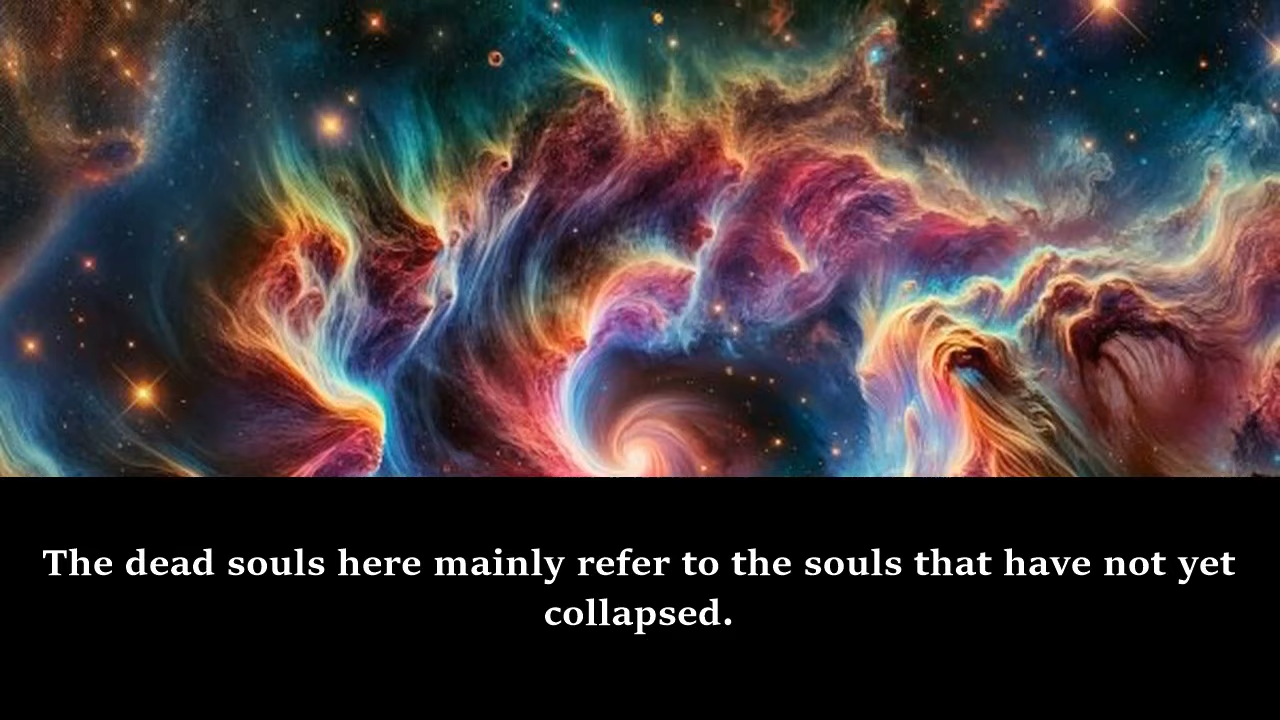 The dead souls here mainly refer to the souls that have not yet
collapsed.